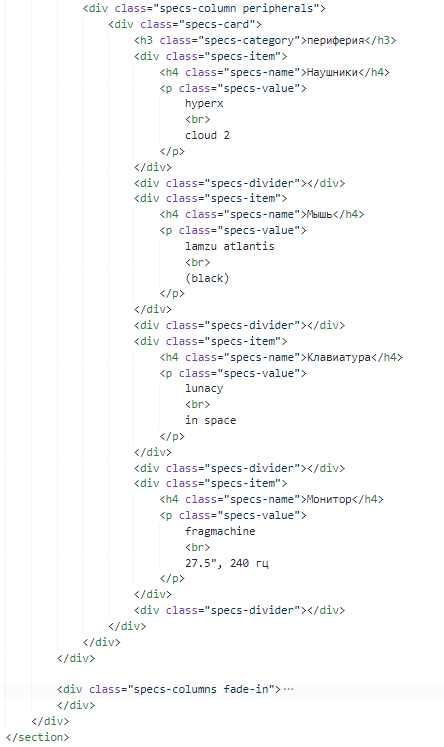 <div class="specs-column peripherals">
<div class="specs-card">
<h3 class="specs-category">периферия</h3>
<div class="specs-item">
<h4 class="specs-name">Наушники</h4>
<p class="specs-value">
hyperx
<br>
cloud 2
</p>
</div>
<div class="specs-divider"></div>
<div class="specs-item">
<h4 class="specs-name">Мышь</h4>
<p class="specs-value">
lamzu atlantis
<br>
(black)
</p>
</div>
<div class="specs-divider"></div>
<div class="specs-item">
<h4 class="specs-name">Клавиатура</h4>
<p class="specs-value">
lunacy
<br>
in space
</p>
</div>
<div class="specs-divider"></div>
<div class="specs-item">
<h4 class="specs-name">Монитор</h4>
<p class="specs-value">
fragmachine
<br>
27.5", 240 гц
</p>
</div>
<div class="specs-divider"></div>
</div>
</div>
</div>
<div class="specs-columns fade-in">···
</div>
</div>
</section>